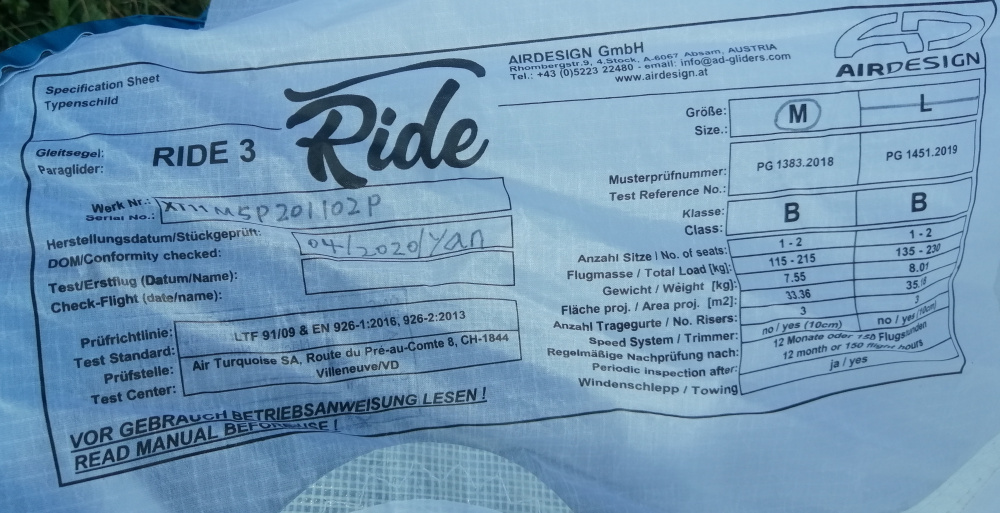 Specification Sheet
Typenschild
AIRDESIGN GmbH
Rhombergstr.9, 4.Stock, A-6067 Absam, AUSTRIA
Tel.: +43 (0)5223 22480 - email: info@ad-gliders.com
www.airdesign.at
AD
AIRDESIGN
Gleitsegel:
Paraglider:
RIDE 3
Ride
Werk Nr.:
Serial No.:
M5P201102P
Herstellungsdatum/Stückgeprüft:
DOM/Conformity checked:
04/2020/Yan
Test/Erstflug (Datum/Name):
Check-Flight (date/name):
Prüfrichtlinie:
Test Standard:
LTF 91/09 & EN 926-1:2016, 926-2:2013
Prüfstelle:
Test Center:
Air Turquoise SA, Route du Pré-au-Comte 8, CH-1844
Villeneuve/VD
VOR GEBRAUCH BETRIEBSANWEISUNG LESEN !
READ MANUAL BEFORE USE !
Größe:
Size.:
M L
Musterprüfnummer:
Test Reference No.:
PG 1383.2018 PG 1451.2019
Klasse:
Class:
B B
Anzahl Sitze / No. of seats: 1 - 2 1 - 2
Flugmasse / Total Load [kg]: 115 - 215 135 - 230
Gewicht / Weight [kg]: 7.55 8.01
Fläche proj. / Area proj. [m2]: 33.36
Anzahl Tragegurte / No. Risers: 3 3
Speed System / Trimmer: no / yes (10cm) no / yes (10cm)
Regelmäßige Nachprüfung nach: 12 Monate oder 150 Flugstunden
Periodic inspection after: 12 month or 150 flight hours
Windenschlepp / Towing ja / yes